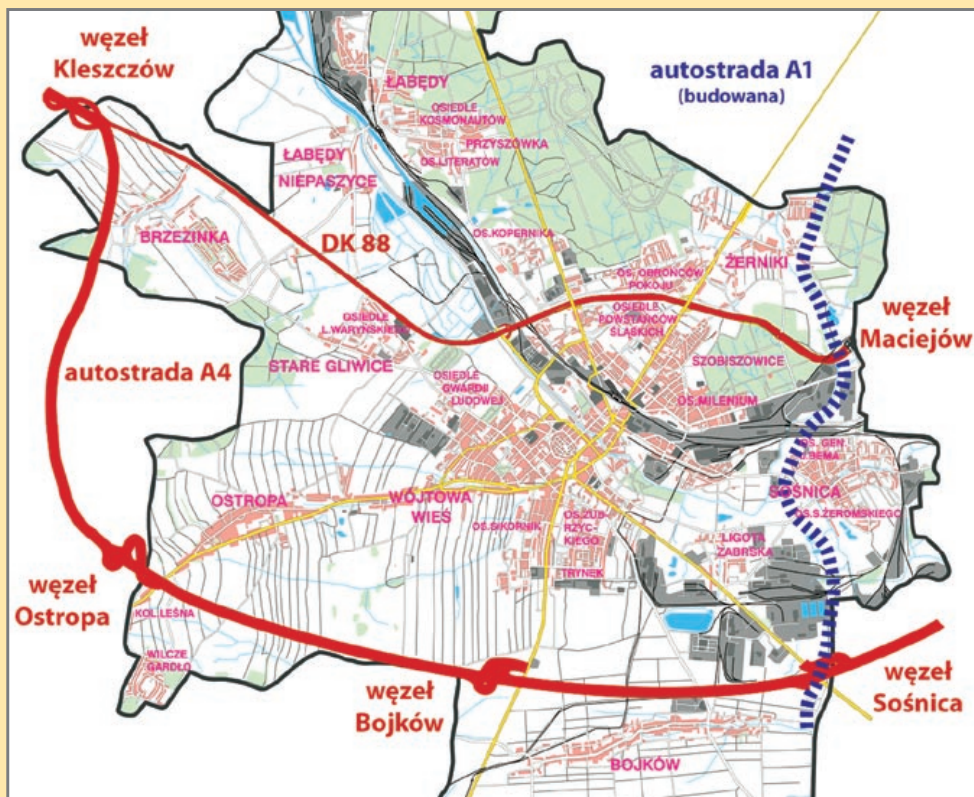 węzeł
Kleszczów
autostrada A1
(budowana)
ŁABĘDY
OSIEDLE
KOSMONAUTÓW
PRZYSZÓWKA
OS.LITERATÓW
ŁABĘDY
NIEPASZYCE
BRZEZINKA
DK 88
OS.KOPERNIKA
ŻERNIKI
OS. OBROŃCÓW
POKOJU
OSIEDLE
POWSTAŃCÓW
ŚLĄSKICH
węzeł
Maciejów
OSIEDLE
L.WARYŃSKIEGO
STARE GLIWICE
SZOBISZOWICE
autostrada A4
OSIEDLE
GWARDII
LUDOWEJ
OS.MILENIUM
OS. GEN.
J.BEMA
SOŚNICA
OS.S.ŻEROMSKIEGO
OSTROPA
WÓJTOWA
WIEŚ
OS.SIKORNIK
OS.ZUB-
RZYC-
KIEGO
LIGOTA
ZABRSKA
TRYNEK
węzeł
Ostropa
KOL.LEŚNA
WILCZE
GARDŁO
węzeł
Bojków
węzeł
Sośnica
BOJKÓW